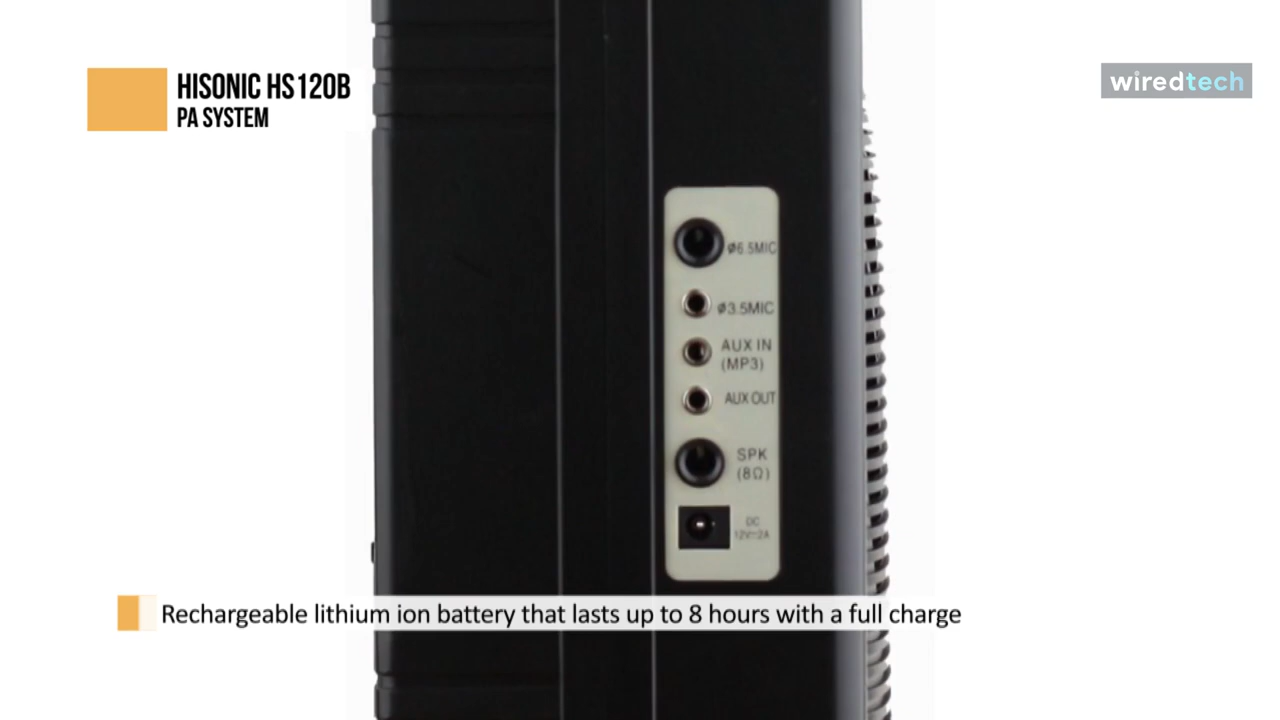 HISONIC HS120B
PA SYSTEM
wiredtech
Ø6.5MIC
Ø3.5MIC
AUX IN
(MP3)
AUX OUT
SPK
(8Ω)
DC
12V⎓2A
Rechargeable lithium ion battery that lasts up to 8 hours with a full charge